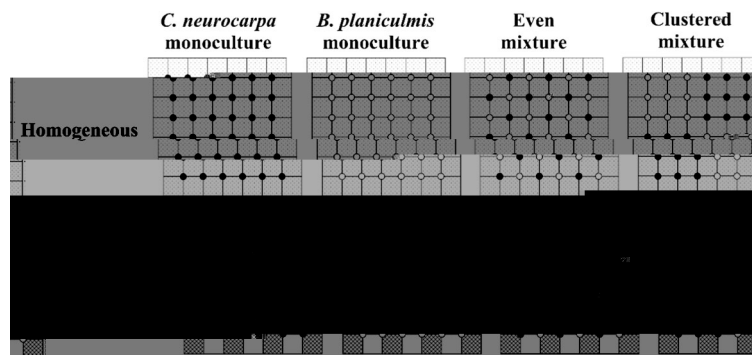 C. neurocarpa B. planiculmis Even Clustered
monoculture monoculture mixture mixture
Homogeneous